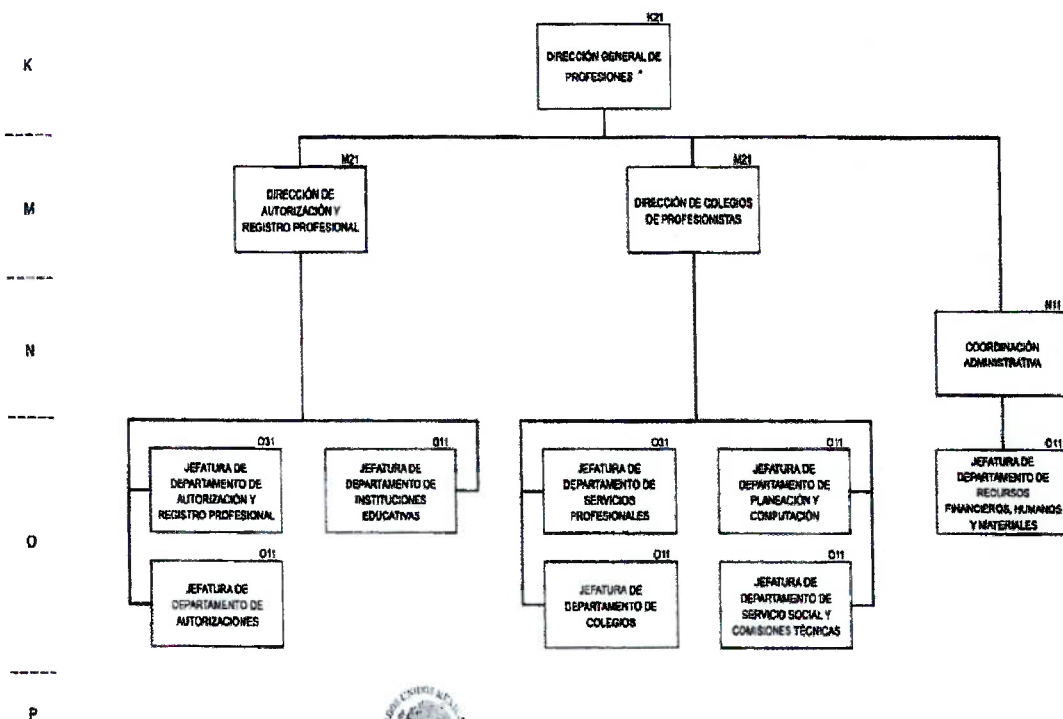 K21
K
DIRECCIÓN GENERAL DE
PROFESIONES *
M21
M21
M
DIRECCIÓN DE
AUTORIZACIÓN Y
REGISTRO PROFESIONAL
DIRECCIÓN DE COLEGIOS
DE PROFESIONISTAS
N11
N
COORDINACIÓN
ADMINISTRATIVA
O
O31
JEFATURA DE
DEPARTAMENTO DE
AUTORIZACIÓN Y
REGISTRO PROFESIONAL
O11
JEFATURA DE
DEPARTAMENTO DE
INSTITUCIONES
EDUCATIVAS
O31
JEFATURA DE
DEPARTAMENTO DE
SERVICIOS
PROFESIONALES
O11
JEFATURA DE
DEPARTAMENTO DE
PLANEACIÓN Y
COMPUTACIÓN
O11
JEFATURA DE
DEPARTAMENTO DE
RECURSOS
FINANCIEROS, HUMANOS
Y MATERIALES
O11
JEFATURA DE
DEPARTAMENTO DE
AUTORIZACIONES
O11
JEFATURA DE
DEPARTAMENTO DE
COLEGIOS
O11
JEFATURA DE
DEPARTAMENTO DE
SERVICIO SOCIAL Y
COMISIONES TÉCNICAS
P
UNIDOS